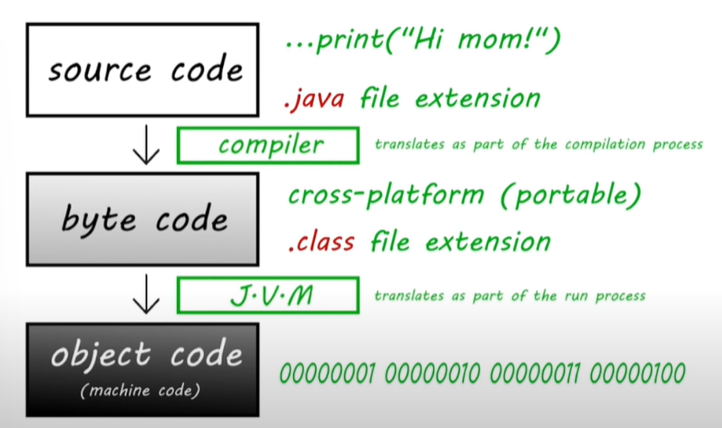 source code
...print("Hi mom!")
.java file extension
compiler
translates as part of the compilation process
byte code
cross-platform (portable)
.class file extension
J.V.M
translates as part of the run process
object code
(machine code)
00000001 00000010 00000011 00000100